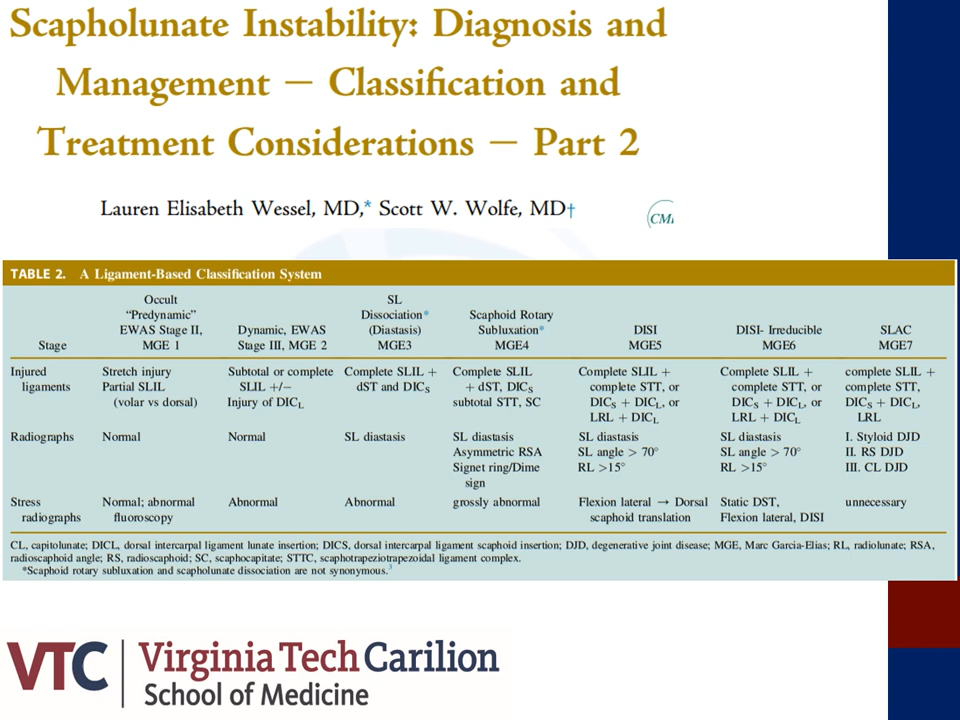 Scapholunate Instability: Diagnosis and
Management — Classification and
Treatment Considerations — Part 2
Lauren Elisabeth Wessel, MD,* Scott W. Wolfe, MD†
TABLE 2. A Ligament-Based Classification System
Stage
Occult
"Predynamic"
EWAS Stage II,
MGE 1
Dynamic, EWAS
Stage III, MGE 2
SL
Dissociation*
(Diastasis)
MGE3
Scaphoid Rotary
Subluxation*
MGE4
DISI
MGE5
DISI- Irreducible
MGE6
SLAC
MGE7
Injured
ligaments
Stretch injury
Partial SLIL
(volar vs dorsal)
Subtotal or complete
SLIL +/−
Injury of DICL
Complete SLIL +
dST and DICS
Complete SLIL
+ dST, DICS
subtotal STT, SC
Complete SLIL +
complete STT, or
DICS + DICL, or
LRL + DICL
Complete SLIL +
complete STT, or
DICS + DICL, or
LRL + DICL
complete SLIL +
complete STT,
DICS + DICL,
LRL
Radiographs
Normal
Normal
SL diastasis
SL diastasis
Asymmetric RSA
Signet ring/Dime
sign
SL diastasis
SL angle > 70°
RL >15°
SL diastasis
SL angle > 70°
RL >15°
I. Styloid DJD
II. RS DJD
III. CL DJD
Stress
radiographs
Normal; abnormal
fluoroscopy
Abnormal
Abnormal
grossly abnormal
Flexion lateral → Dorsal
scaphoid translation
Static DST,
Flexion lateral, DISI
unnecessary
CL, capitolunate; DICL, dorsal intercarpal ligament lunate insertion; DICS, dorsal intercarpal ligament scaphoid insertion; DJD, degenerative joint disease; MGE, Marc Garcia-Elias; RL, radiolunate; RSA,
radioscaphoid angle; RS, radioscaphoid; SC, scaphocapitate; STTC, scaphotrapeziotrapezoidal ligament complex.
*Scaphoid rotary subluxation and scapholunate dissociation are not synonymous.3
VTC Virginia Tech Carilion
School of Medicine